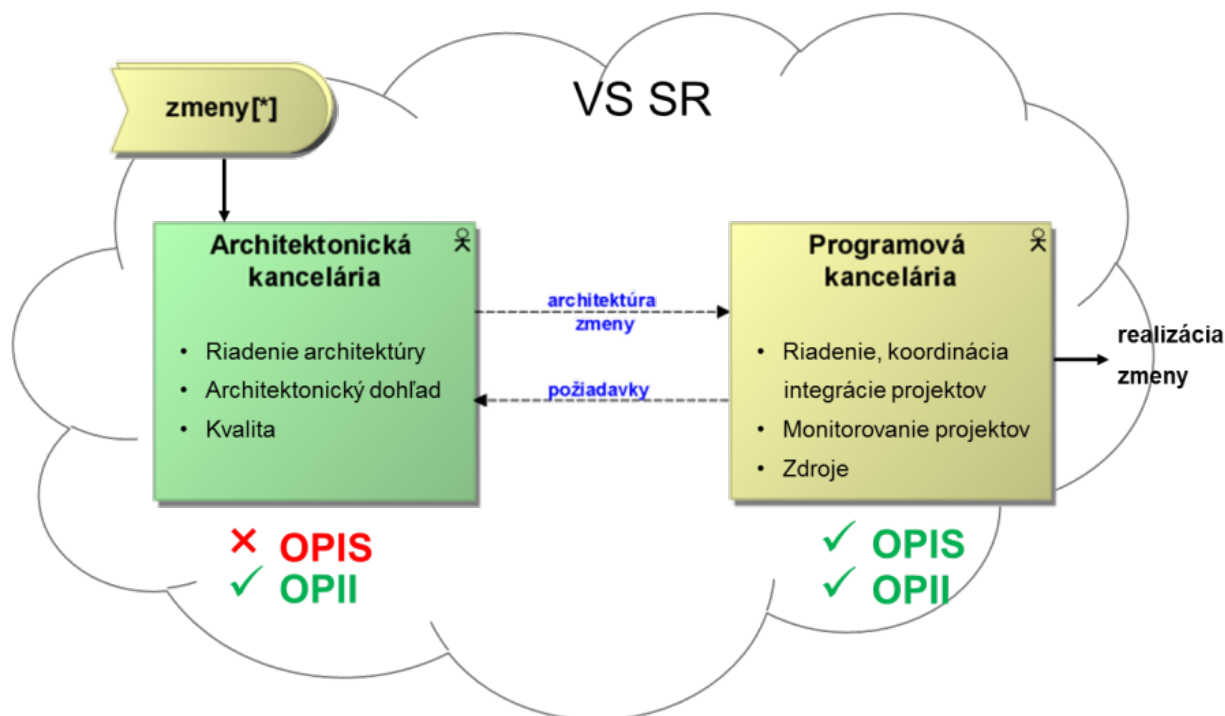 VS SR
zmeny[*]
Architektonická
kancelária
• Riadenie architektúry
• Architektonický dohľad
• Kvalita
architektúra
zmeny
požiadavky
Programová
kancelária
• Riadenie, koordinácia
integrácie projektov
• Monitorovanie projektov
• Zdroje
realizácia
zmeny
✕ OPIS
✓ OPII
✓ OPIS
✓ OPII